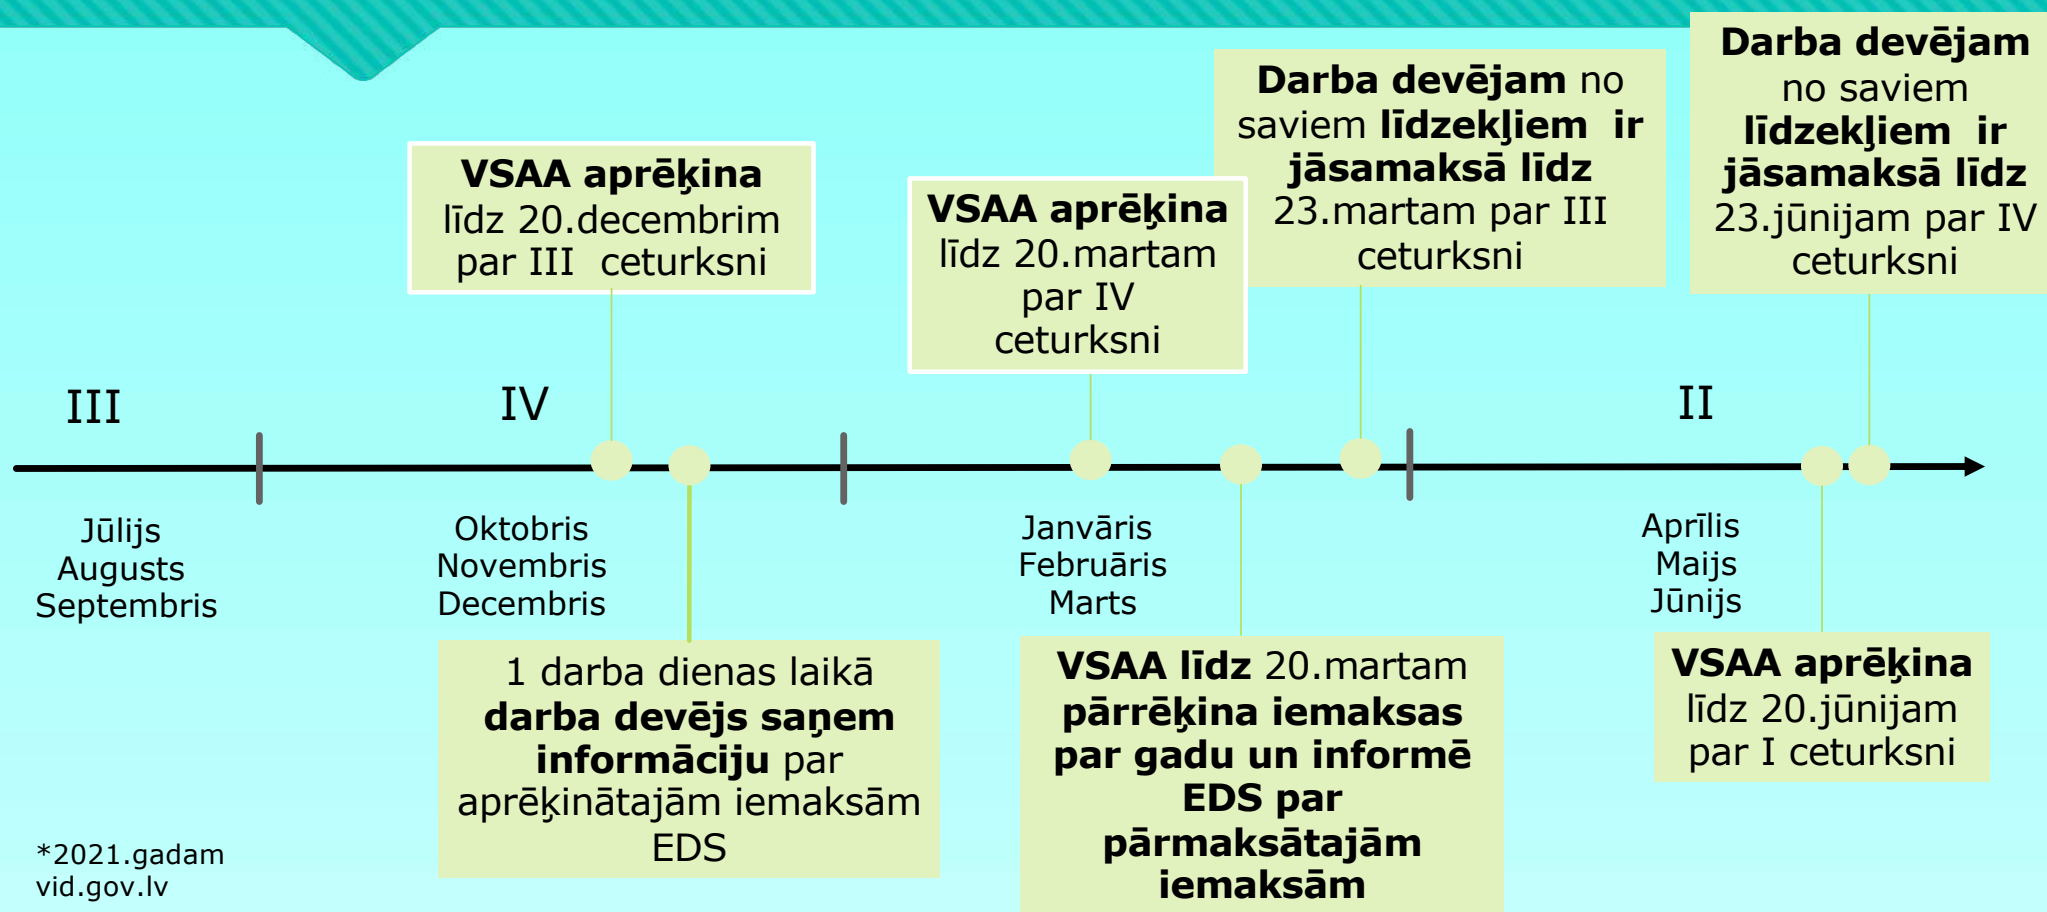 Darba devējam
no saviem
līdzekļiem ir
jāsamaksā līdz
23.jūnijam par IV
ceturksni
Darba devējam no
saviem līdzekļiem ir
jāsamaksā līdz
23.martam par III
ceturksni
VSAA aprēķina
līdz 20.decembrim
par III ceturksni
VSAA aprēķina
līdz 20.martam
par IV
ceturksni
III
IV
II
Jūlijs
Augusts
Septembris
Oktobris
Novembris
Decembris
Janvāris
Februāris
Marts
Aprīlis
Maijs
Jūnijs
1 darba dienas laikā
darba devējs saņem
informāciju par
aprēķinātajām iemaksām
EDS
VSAA līdz 20.martam
pārrēķina iemaksas
par gadu un informē
EDS par
pārmaksātajām
iemaksām
VSAA aprēķina
līdz 20.jūnijam
par I ceturksni
*2021.gadam
vid.gov.lv